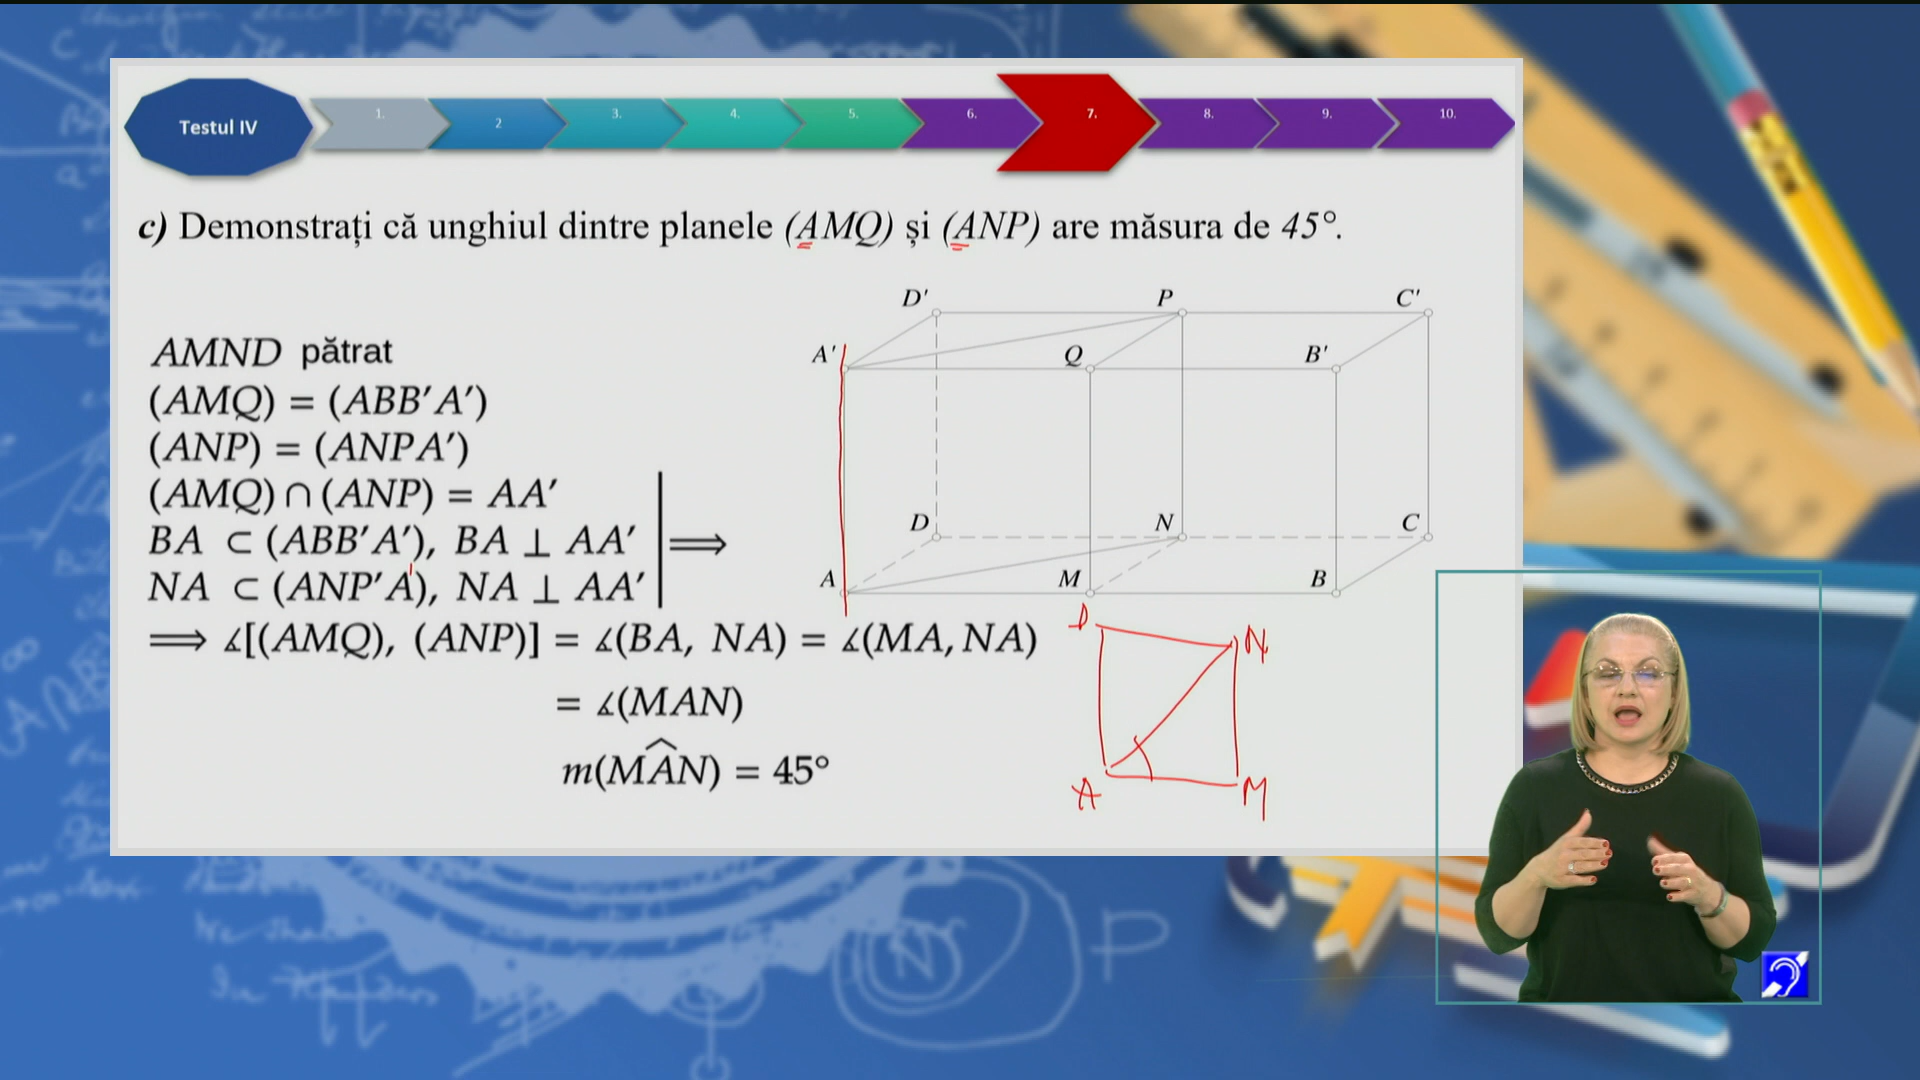 Testul IV
1.
2
3.
4.
5.
6.
7.
8.
9.
10.
c) Demonstrați că unghiul dintre planele (AMQ) și (ANP) are măsura de 45°.
AMND pătrat
(AMQ) = (ABB′A′)
(ANP) = (ANPA′)
(AMQ)∩(ANP) = AA′
BA ⊂ (ABB′A′), BA ⊥ AA′
NA ⊂ (ANP′A'), NA ⊥ AA′
⟹
⟹ ∡[(AMQ), (ANP)] = ∡(BA, NA) = ∡(MA, NA)
= ∡(MAN)
m(MAN) = 45°
D'
P
C'
A'
Q
B'
D
N
C
A
M
B
D
N
A
M
N
P